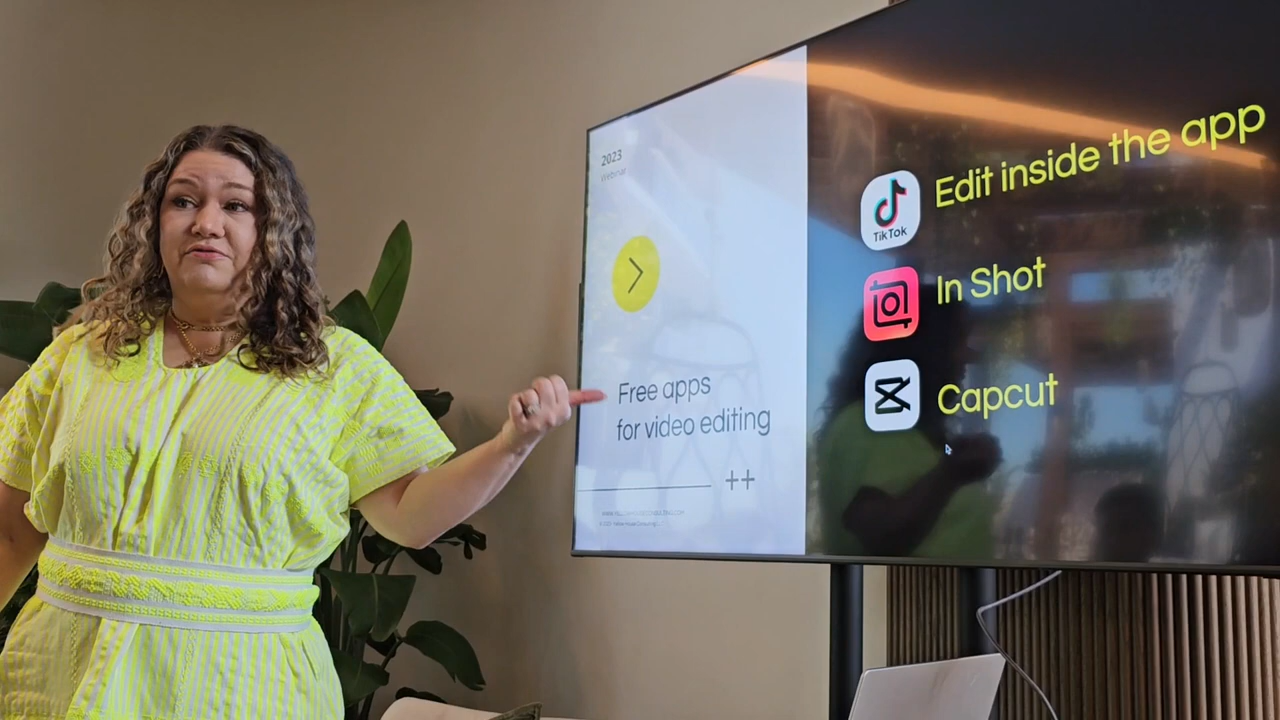 2023
Webinar
Free apps
for video editing
++
TikTok
Edit inside the app
In Shot
Capcut